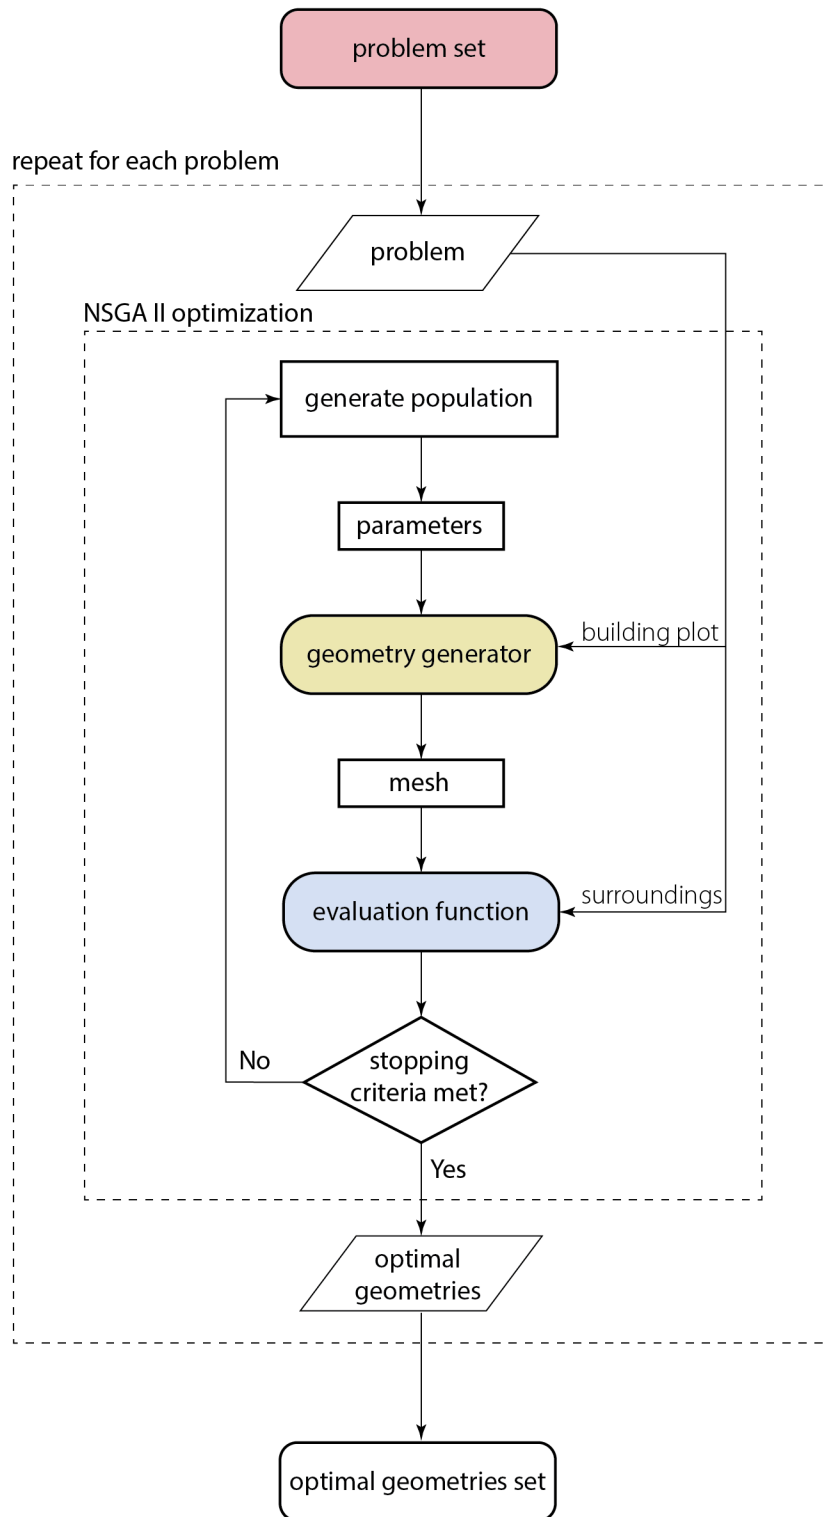 problem set
repeat for each problem
problem
NSGA II optimization
generate population
parameters
building plot
geometry generator
mesh
surroundings
evaluation function
stopping
criteria met?
No
Yes
optimal
geometries
optimal geometries set